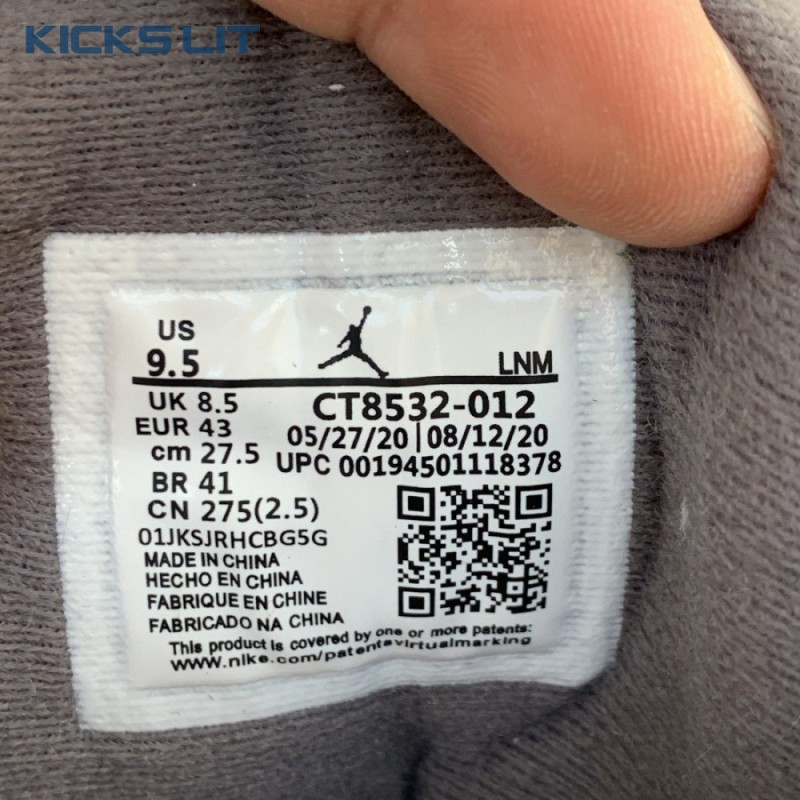 KICKSLIT
US
9.5
LNM
UK 8.5
CT8532-012
EUR 43
05/27/20 | 08/12/20
cm 27.5
UPC 00194501118378
BR 41
CN 275(2.5)
01JKSJRHCBG5G
MADE IN CHINA
HECHO EN CHINA
FABRIQUE EN CHINE
FABRICADO NA CHINA
This product is covered by one or more patents:
www.nike.com/patentsvirtualmarking